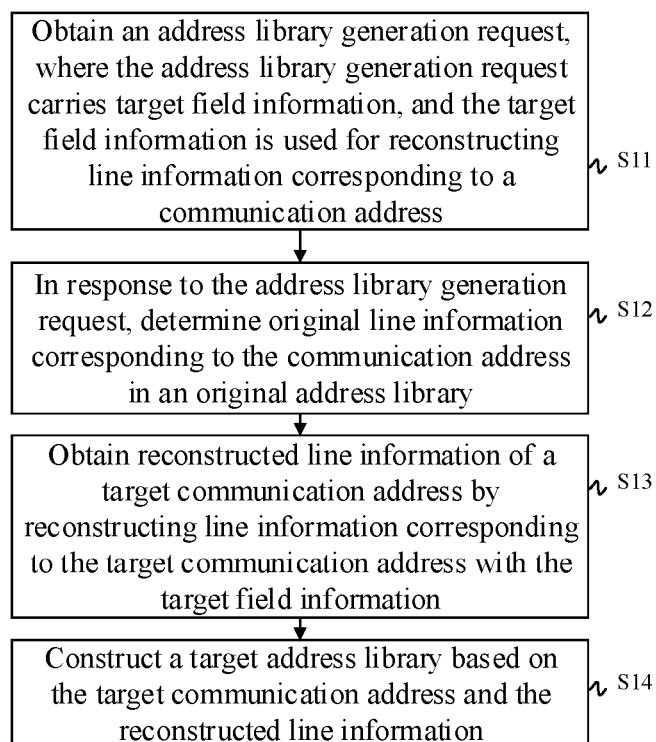 Obtain an address library generation request,
where the address library generation request
carries target field information, and the target
field information is used for reconstructing
line information corresponding to a
communication address
S11
In response to the address library generation
request, determine original line information
corresponding to the communication address
in an original address library
S12
Obtain reconstructed line information of a
target communication address by
reconstructing line information corresponding
to the target communication address with the
target field information
S13
Construct a target address library based on
the target communication address and the
reconstructed line information
S14